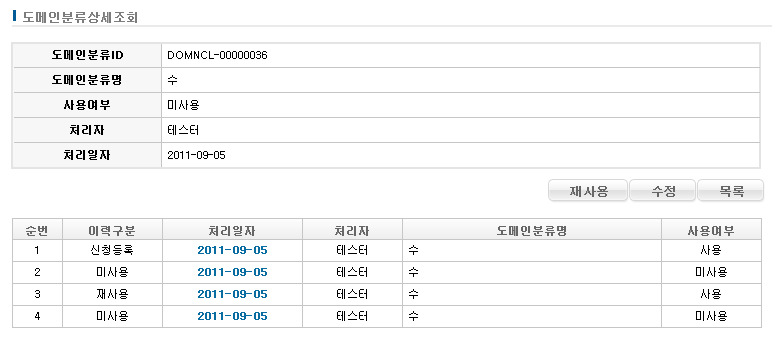 도메인분류상세조회
도메인분류ID DOMNCL-00000036
도메인분류명 수
사용여부 미사용
처리자 테스터
처리일자 2011-09-05
재사용 수정 목록
순번 이력구분 처리일자 처리자 도메인분류명 사용여부
1 신청등록 2011-09-05 테스터 수 사용
2 미사용 2011-09-05 테스터 수 미사용
3 재사용 2011-09-05 테스터 수 사용
4 미사용 2011-09-05 테스터 수 미사용